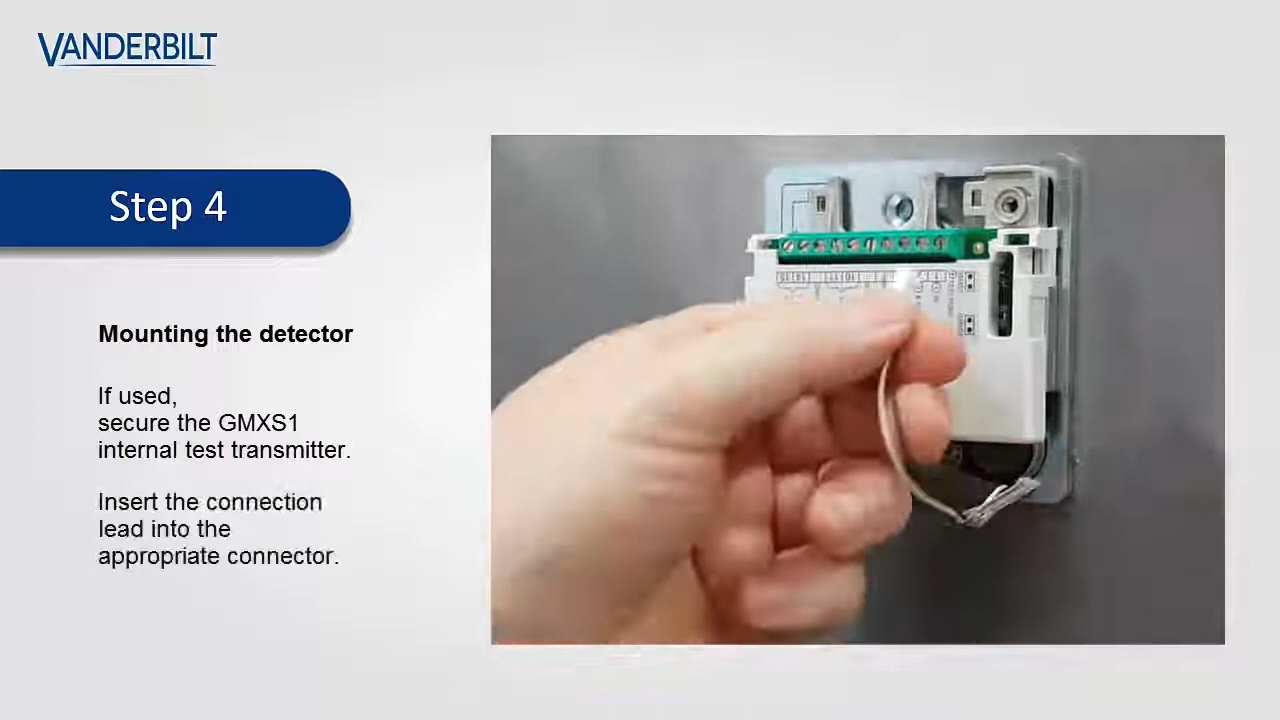 VANDERBILT
Step 4
Mounting the detector
If used,
secure the GMXS1
internal test transmitter.
Insert the connection
lead into the
appropriate connector.